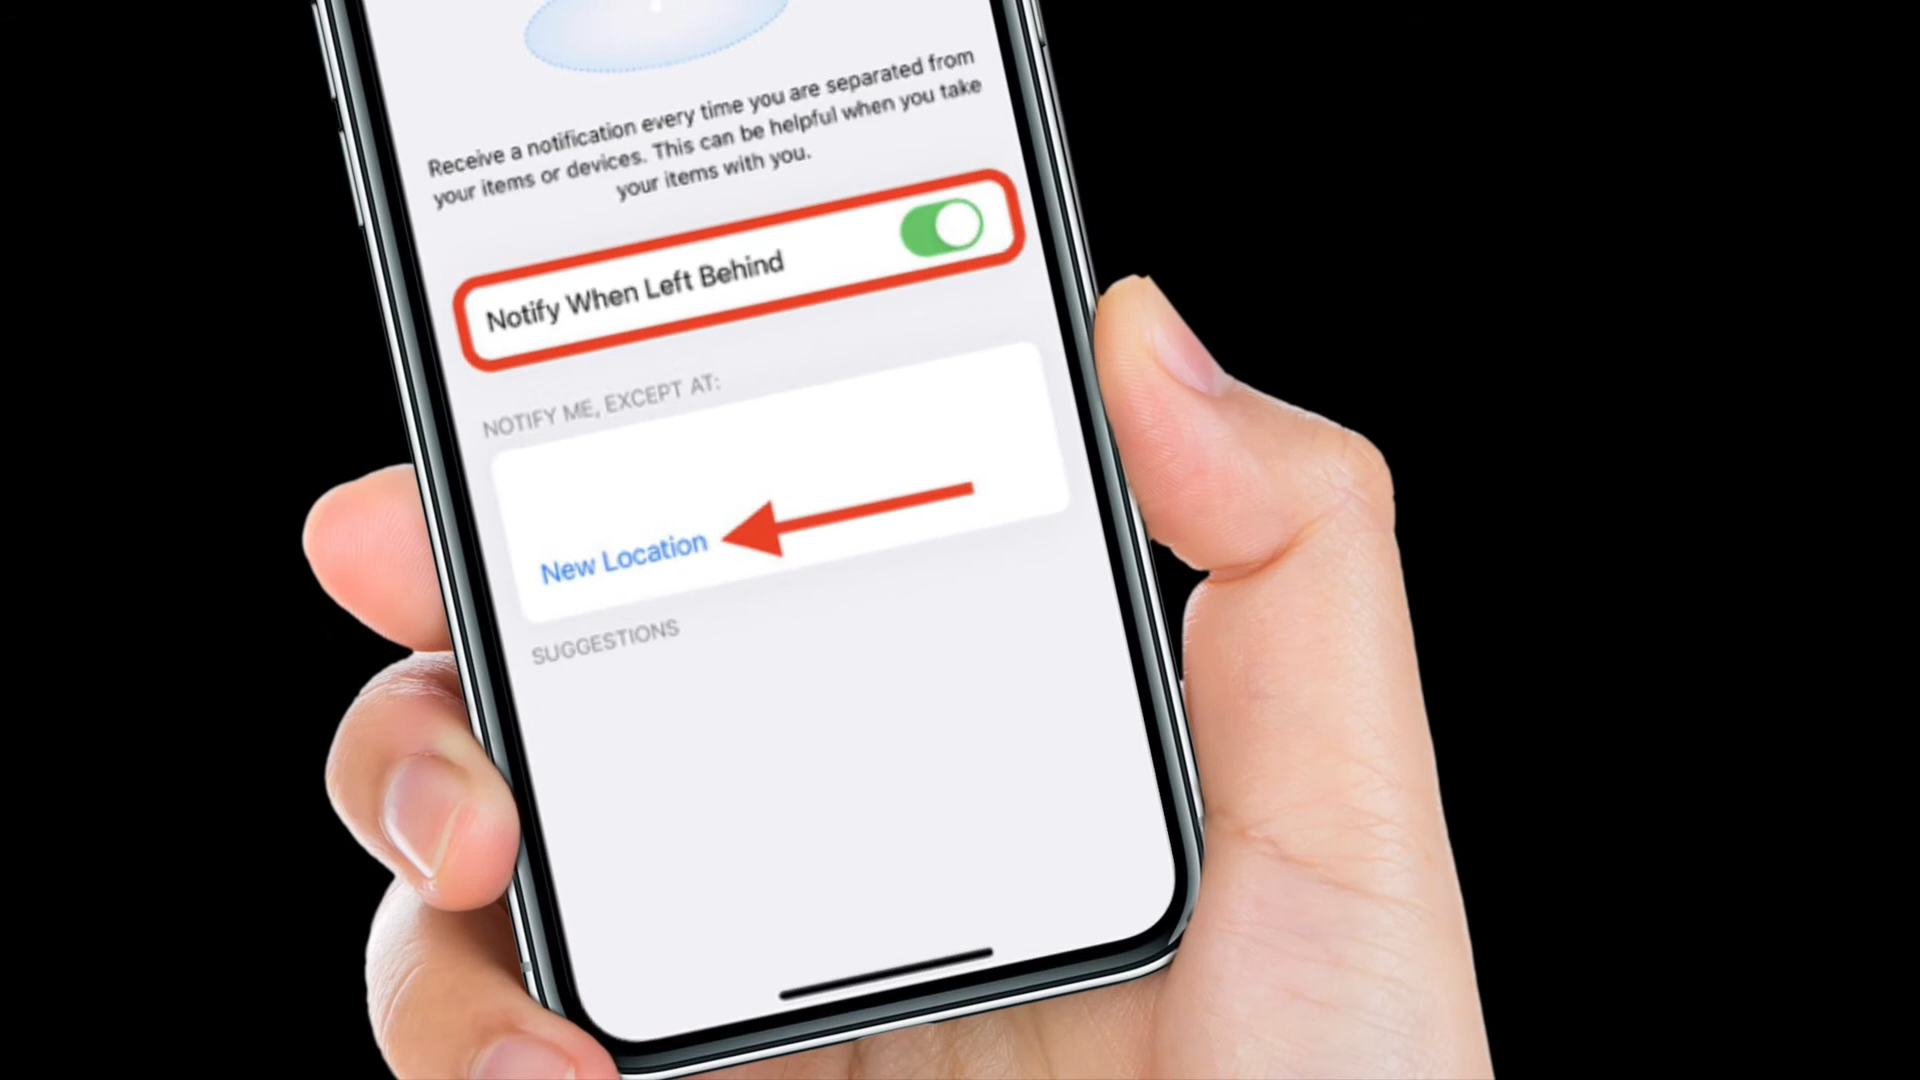 Receive a notification every time you are separated from
your items or devices. This can be helpful when you take
your items with you.
Notify When Left Behind
NOTIFY ME, EXCEPT AT:
New Location
SUGGESTIONS